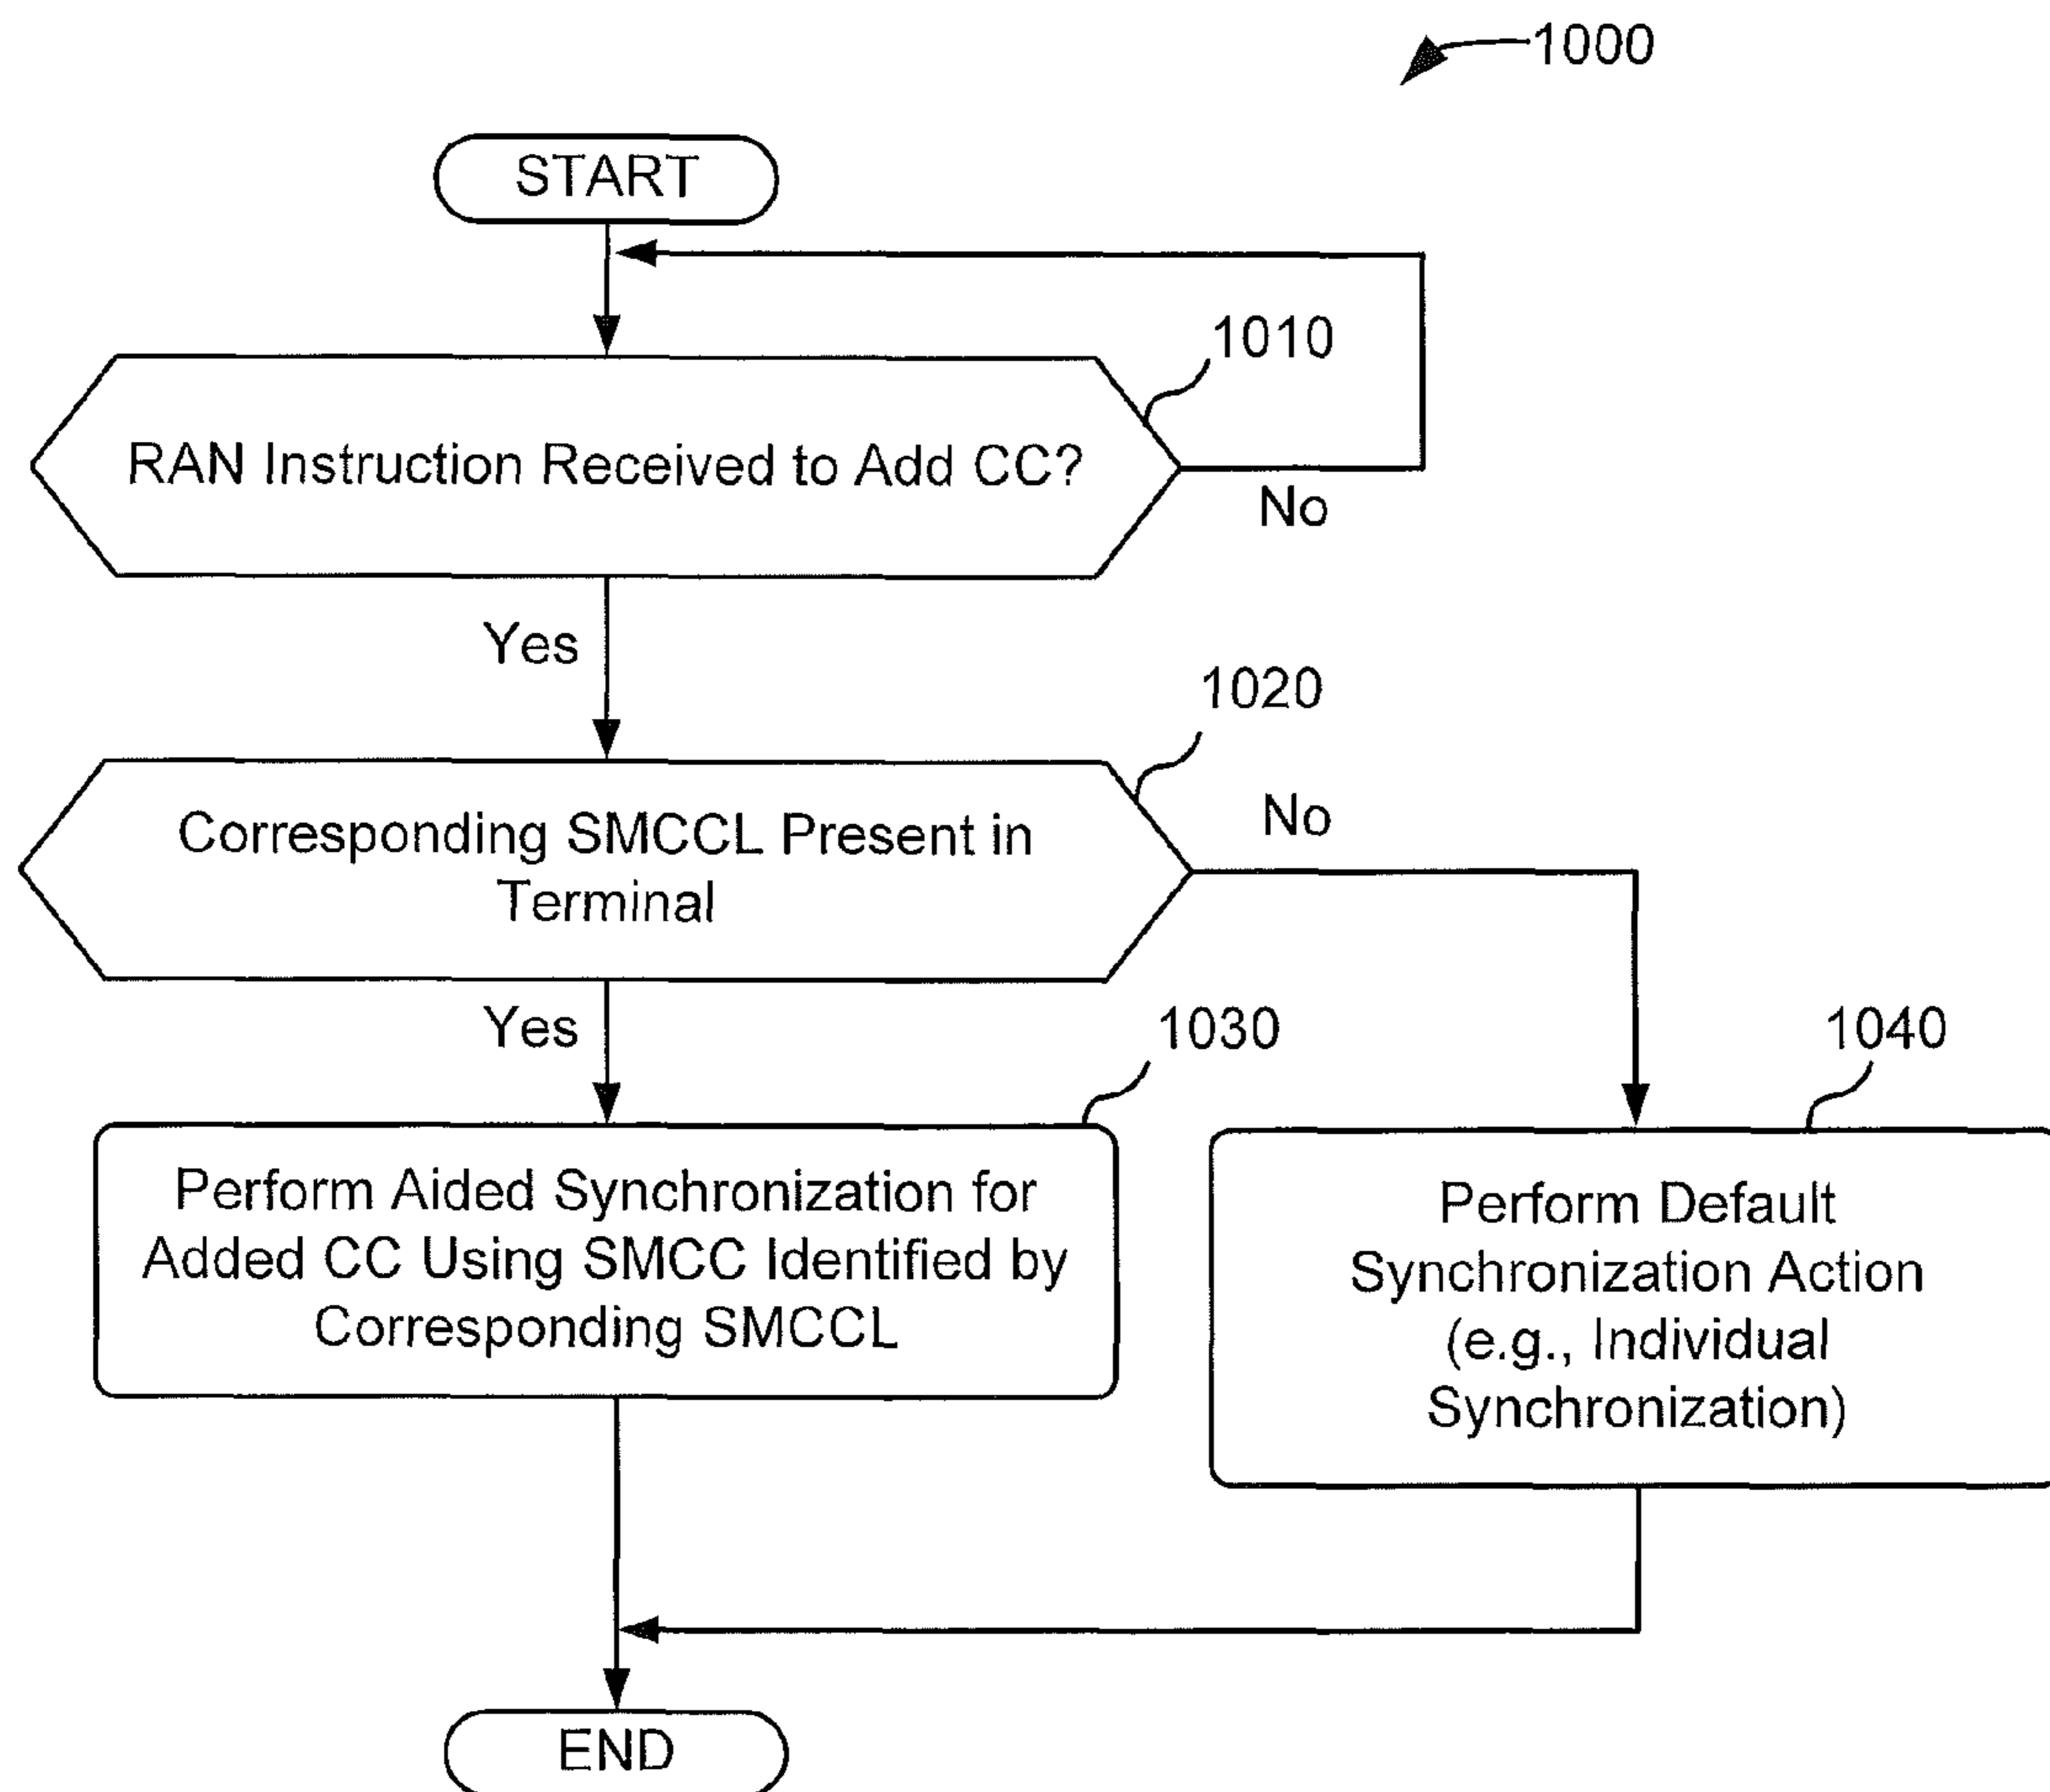 1000
START
1010
RAN Instruction Received to Add CC?
No
Yes
1020
Corresponding SMCCL Present in
Terminal
No
Yes
1030
1040
Perform Aided Synchronization for
Added CC Using SMCC Identified by
Corresponding SMCCL
Perform Default
Synchronization Action
(e.g., Individual
Synchronization)
END